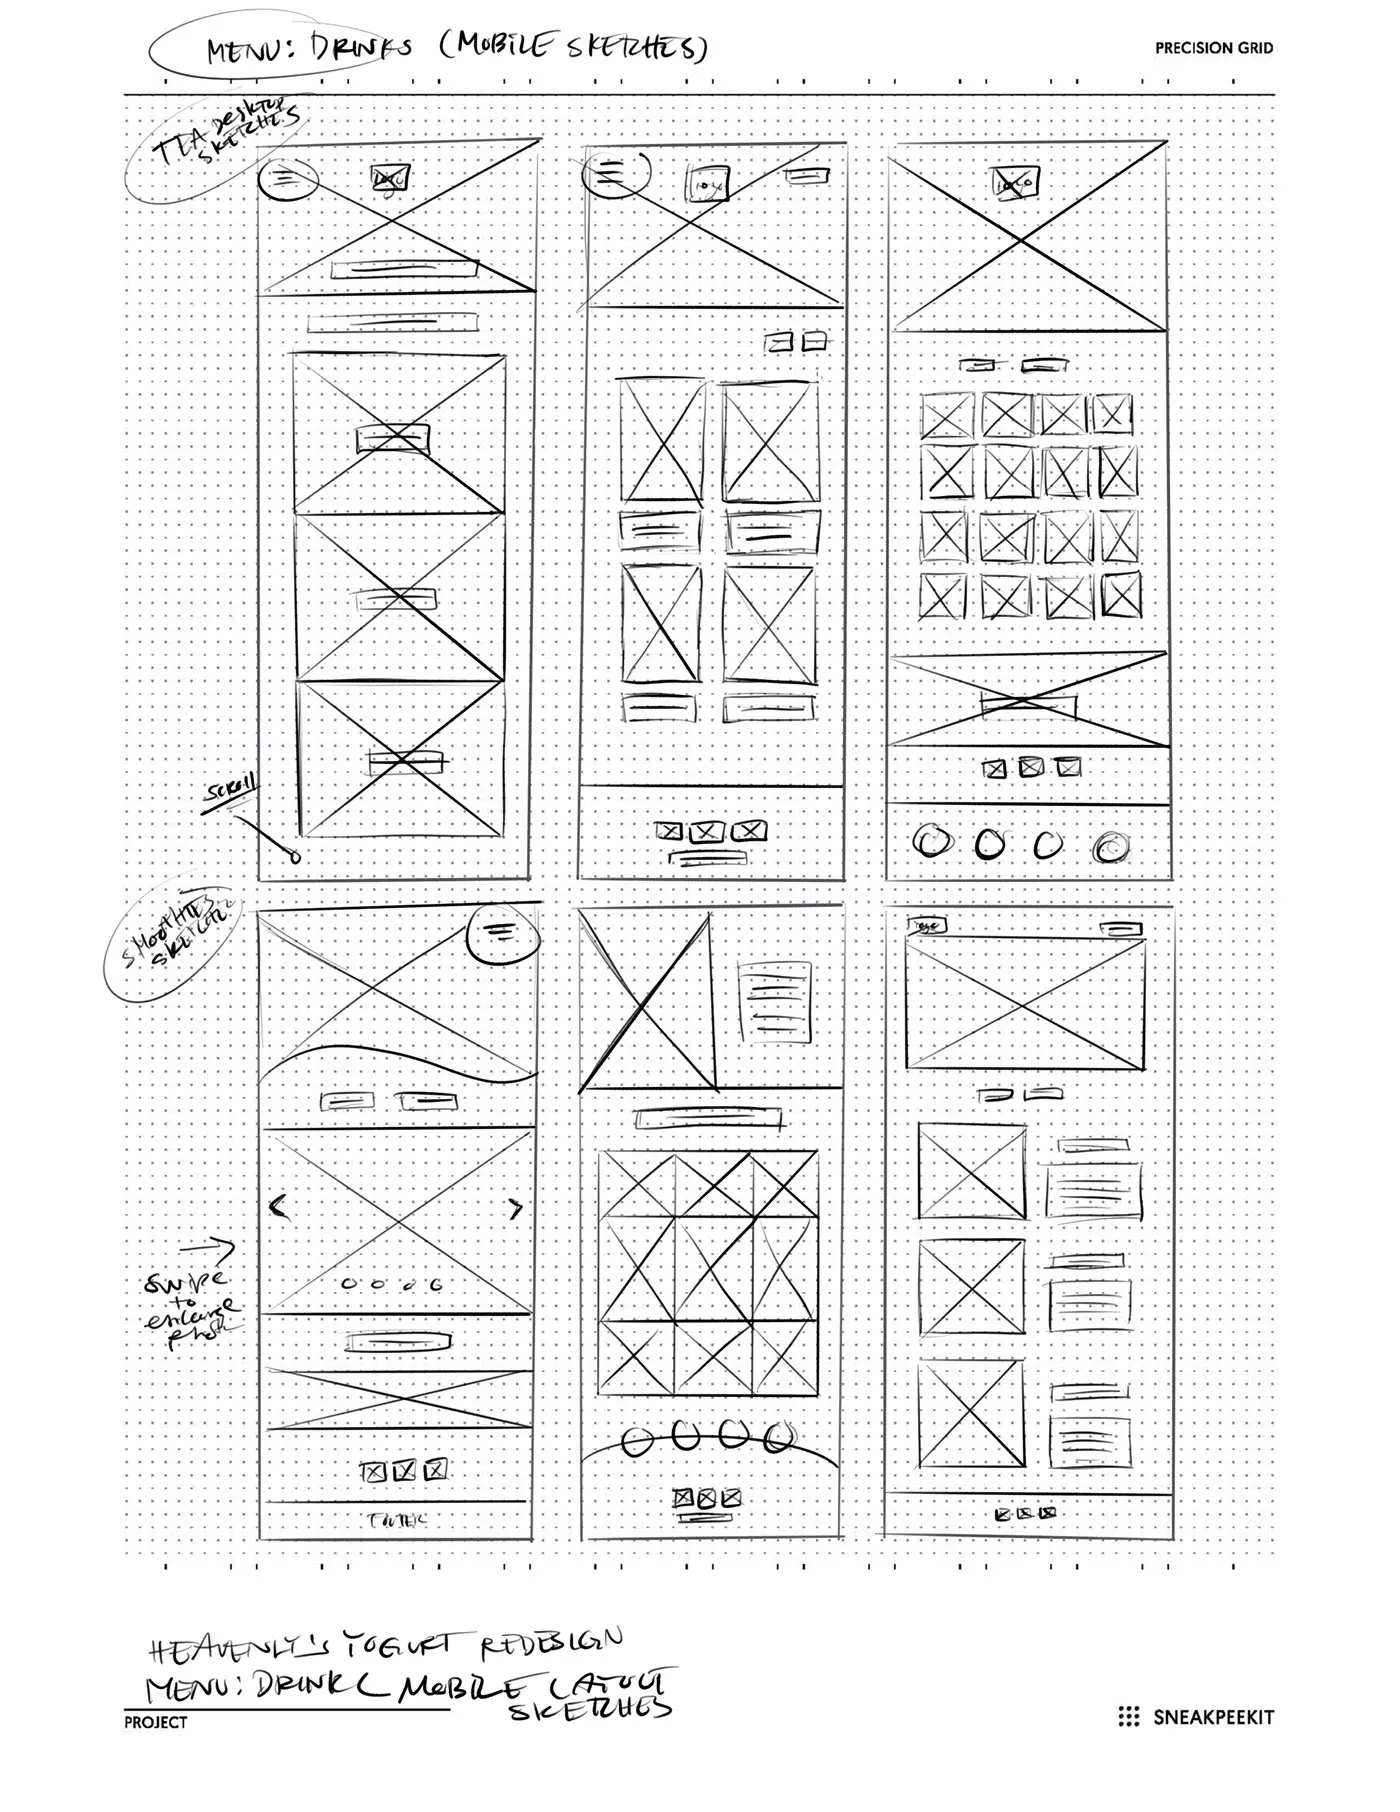 MENU: DRINKS (MOBILE SKETCHES)
PRECISION GRID
TEA DESKTOP
SKETCHES
LOGO
logo
LOGO
SCROLL
SMOOTHIES
SKETCHES
logo
swipe
to
enlarge
photo
FOOTER
HEAVENLY'S YOGURT REDESIGN
MENU: DRINK MOBILE LAYOUT
SKETCHES
PROJECT
SNEAKPEEKIT